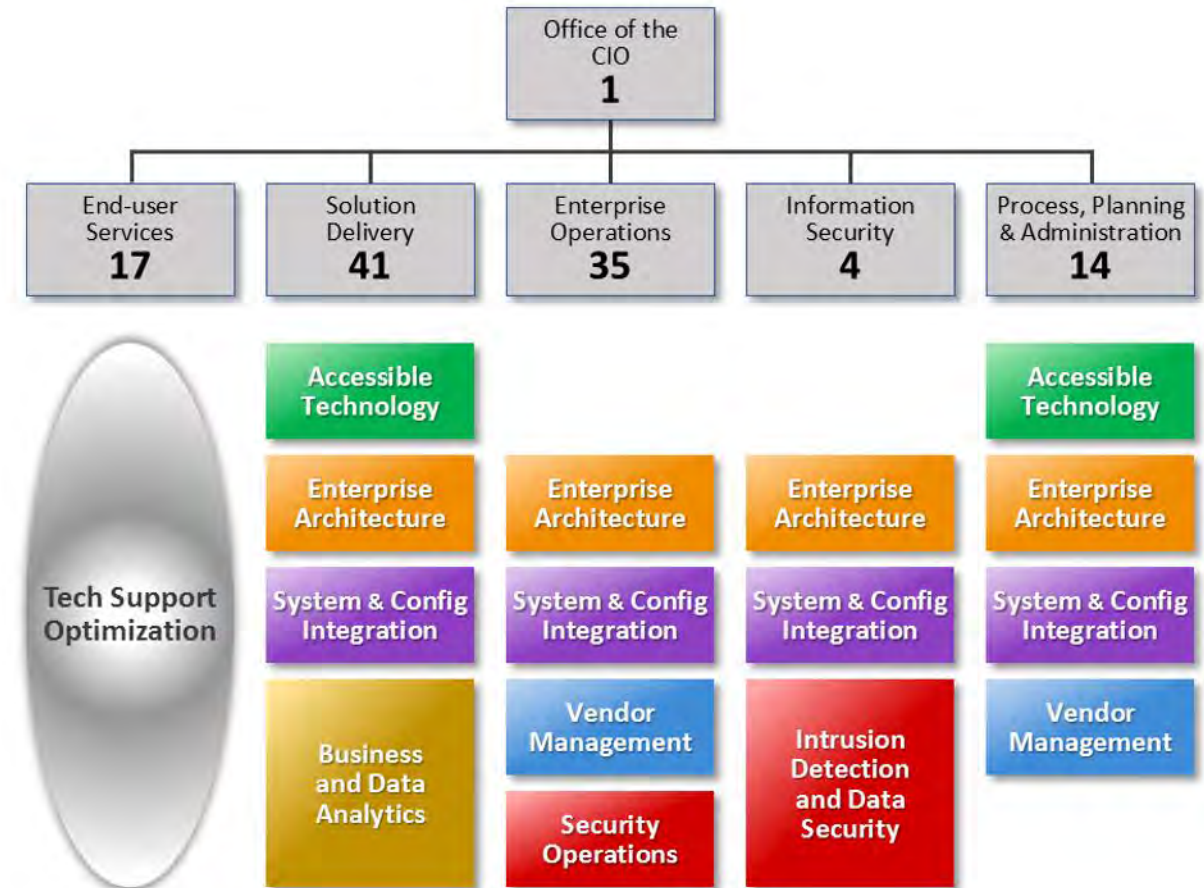 Office of the
CIO
1
End-user
Services
17
Solution
Delivery
41
Enterprise
Operations
35
Information
Security
4
Process, Planning
& Administration
14
Tech Support
Optimization
Accessible
Technology
Enterprise
Architecture
System & Config
Integration
Business
and Data
Analytics
Enterprise
Architecture
System & Config
Integration
Vendor
Management
Security
Operations
Enterprise
Architecture
System & Config
Integration
Intrusion
Detection
and Data
Security
Accessible
Technology
Enterprise
Architecture
System & Config
Integration
Vendor
Management